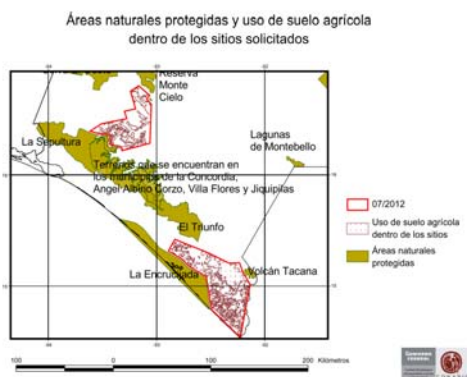 Áreas naturales protegidas y uso de suelo agrícola
dentro de los sitios solicitados
Reserva
Monte
Cielo
La Sepultura
Lagunas
de Montebello
Terrenos que se encuentran en
los municipios de la Concordia,
Angel Albino Corzo, Villa Flores y Jiquipilas
El Triunfo
La Encrucijada
Volcán Tacana
07/2012
Uso de suelo agrícola
dentro de los sitios
Áreas naturales
protegidas
100
0
100
200
Kilómetros
GOBIERNO
FEDERAL